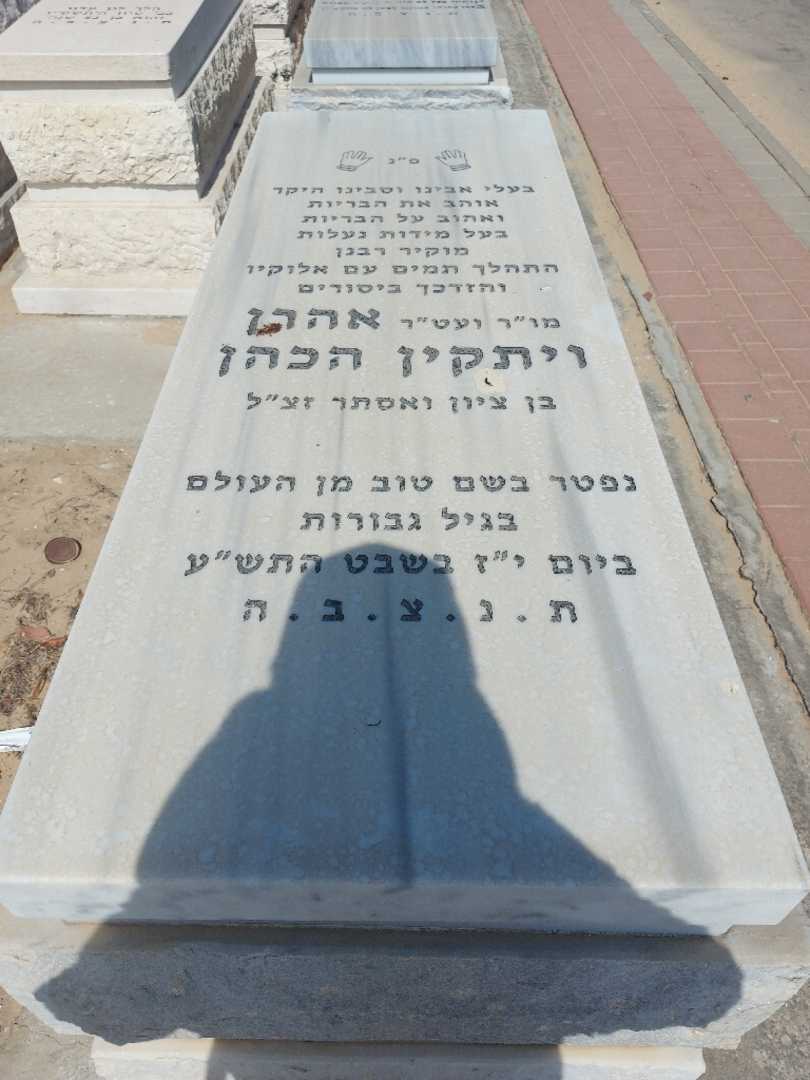 פ״נ
בעלי אבינו וסבינו היקר
אוהב את הבריות
ואהוב על הבריות
בעל מידות נעלות
מוקיר רבנן
התהלך תמים עם אלוקיו
והזדכך ביסורים
מו״ר ועט״ר אהרן
ויתקין הכהן
בן ציון ואסתר זצ״ל
נפטר בשם טוב מן העולם
בגיל גבורות
ביום י״ז בשבט התש״ע
ת . נ . צ . ב . ה